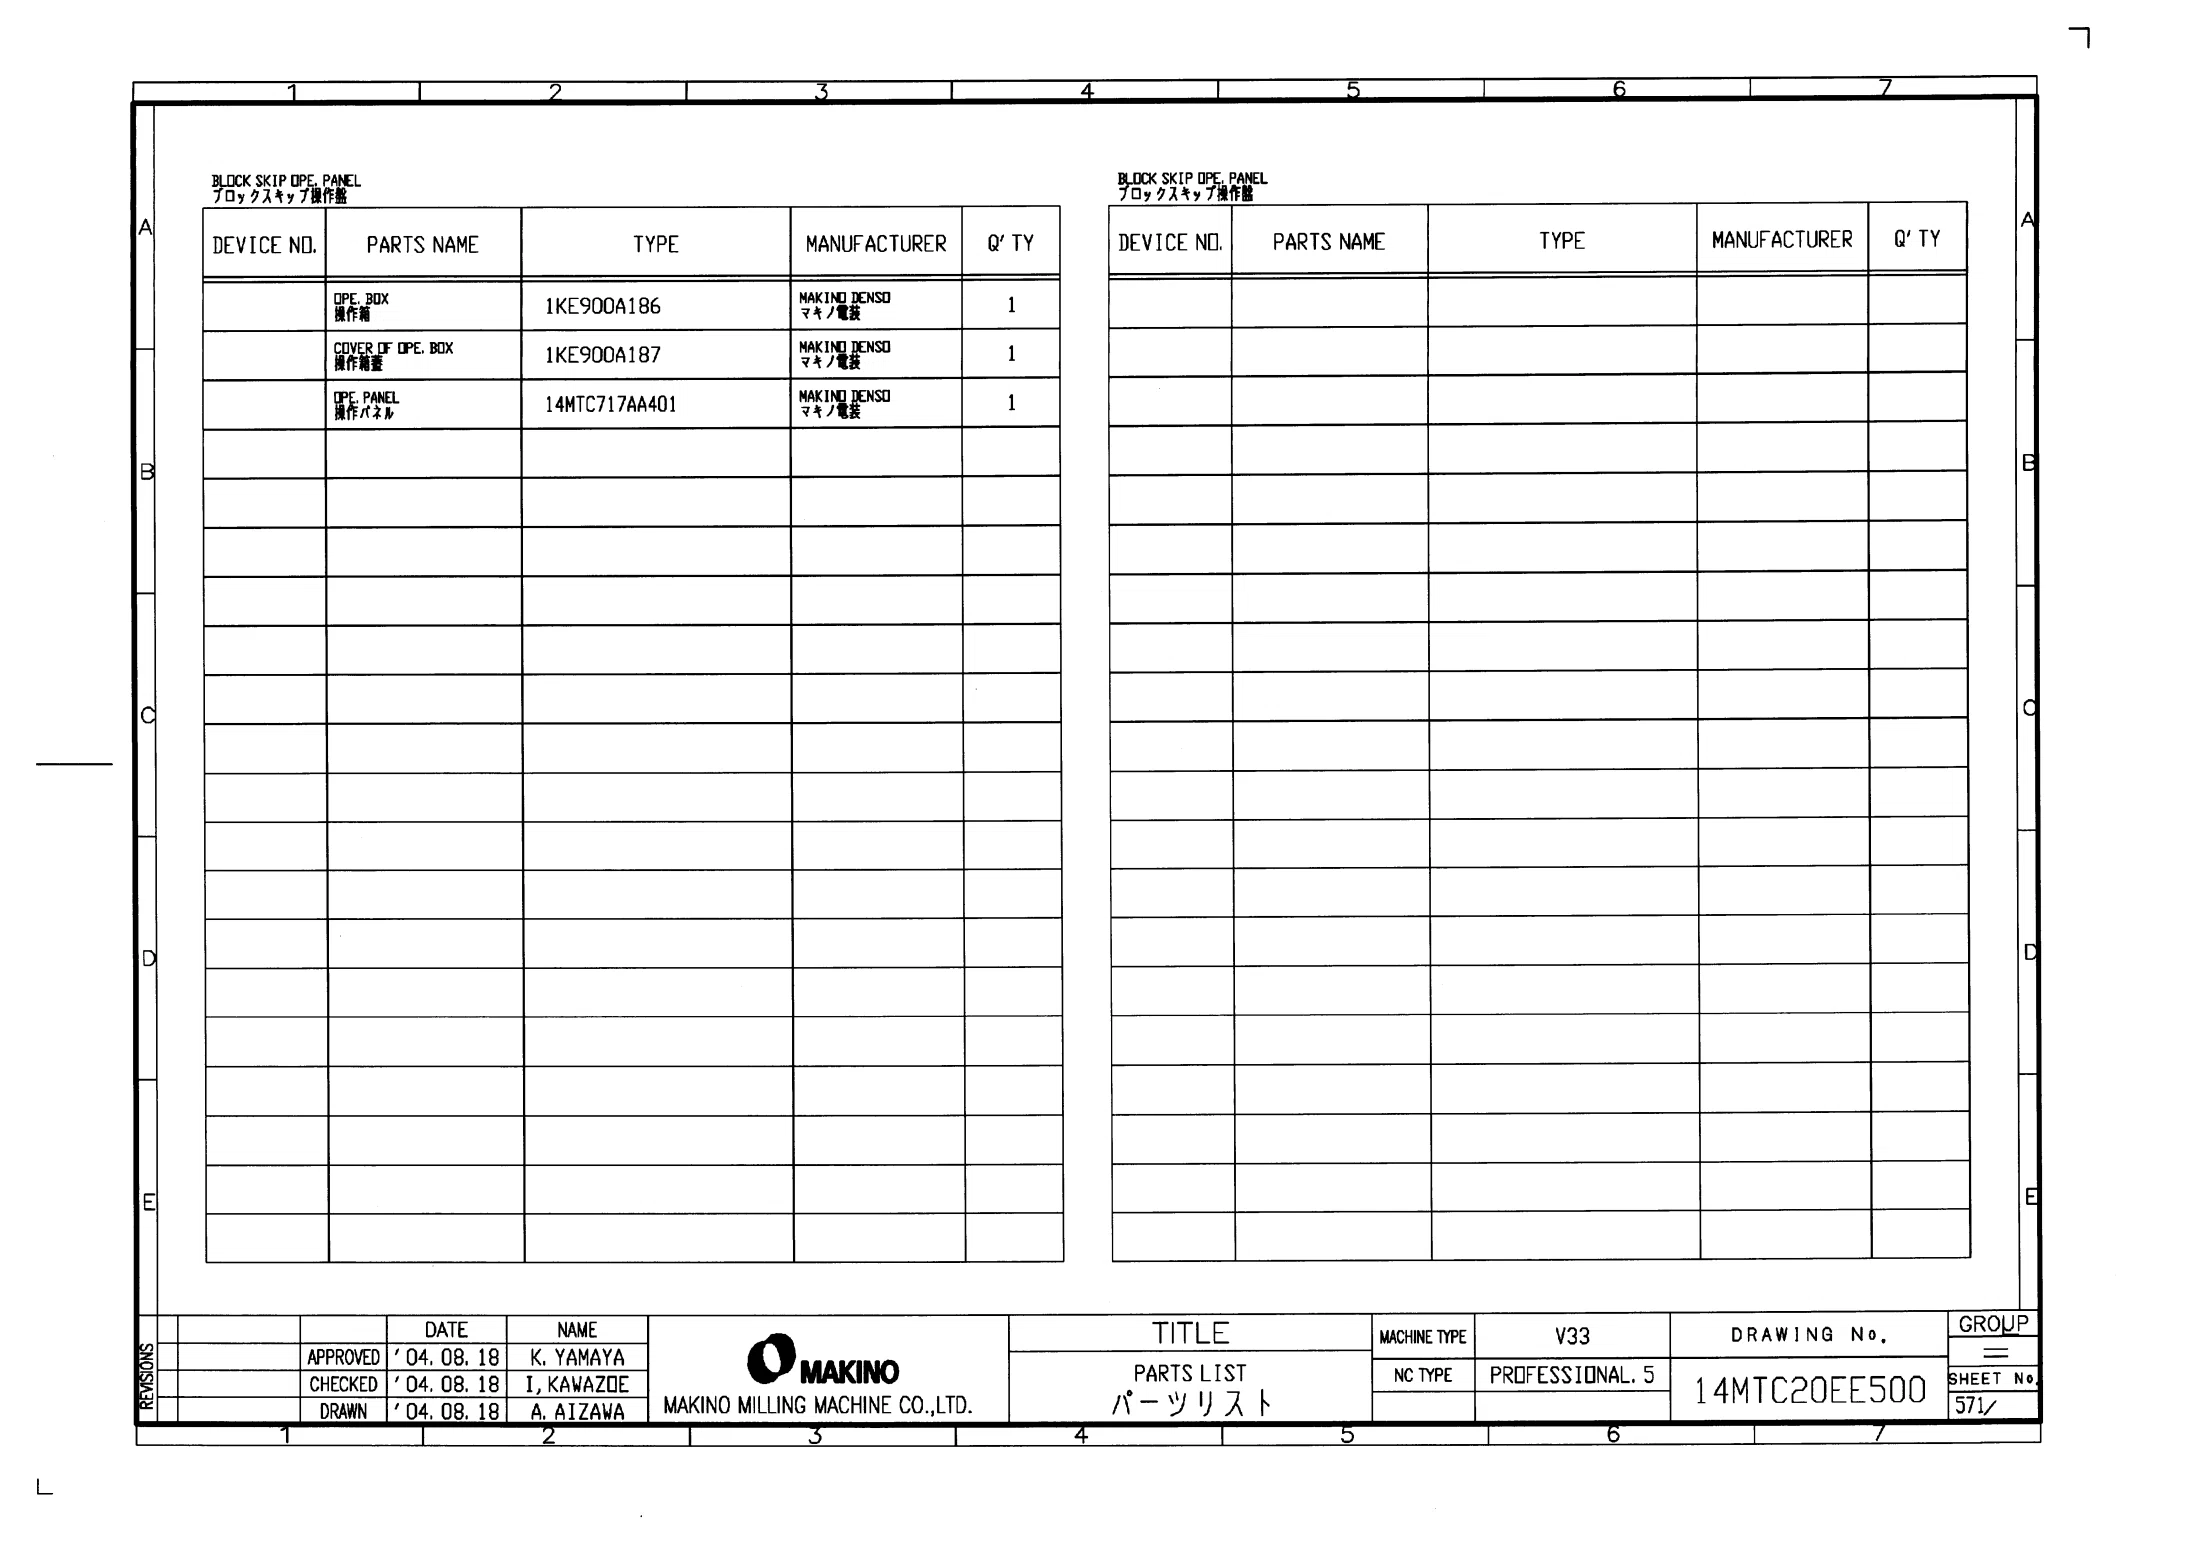 1 2 3 4 5 6 7
BLOCK SKIP OPE. PANEL
ブロックスキップ操作盤
DEVICE NO. PARTS NAME TYPE MANUFACTURER Q' TY
OPE. BOX
操作箱
1KE900A186
MAKINO DENSO
マキノ電装
1
COVER OF OPE. BOX
操作箱蓋
1KE900A187
MAKINO DENSO
マキノ電装
1
OPE. PANEL
操作パネル
14MTC717AA401
MAKINO DENSO
マキノ電装
1
BLOCK SKIP OPE. PANEL
ブロックスキップ操作盤
DEVICE NO. PARTS NAME TYPE MANUFACTURER Q' TY
A
B
C
D
E
A
B
C
D
E
REVISIONS
DATE NAME
APPROVED ' 04. 08. 18 K. YAMAYA
CHECKED ' 04. 08. 18 I, KAWAZOE
DRAWN ' 04. 08. 18 A. AIZAWA
MAKINO
MAKINO MILLING MACHINE CO.,LTD.
TITLE
PARTS LIST
パーツリスト
MACHINE TYPE V33
NC TYPE PROFESSIONAL. 5
DRAWING No.
14MTC20EE500
GROUP
=
SHEET No.
571/
1 2 3 4 5 6 7